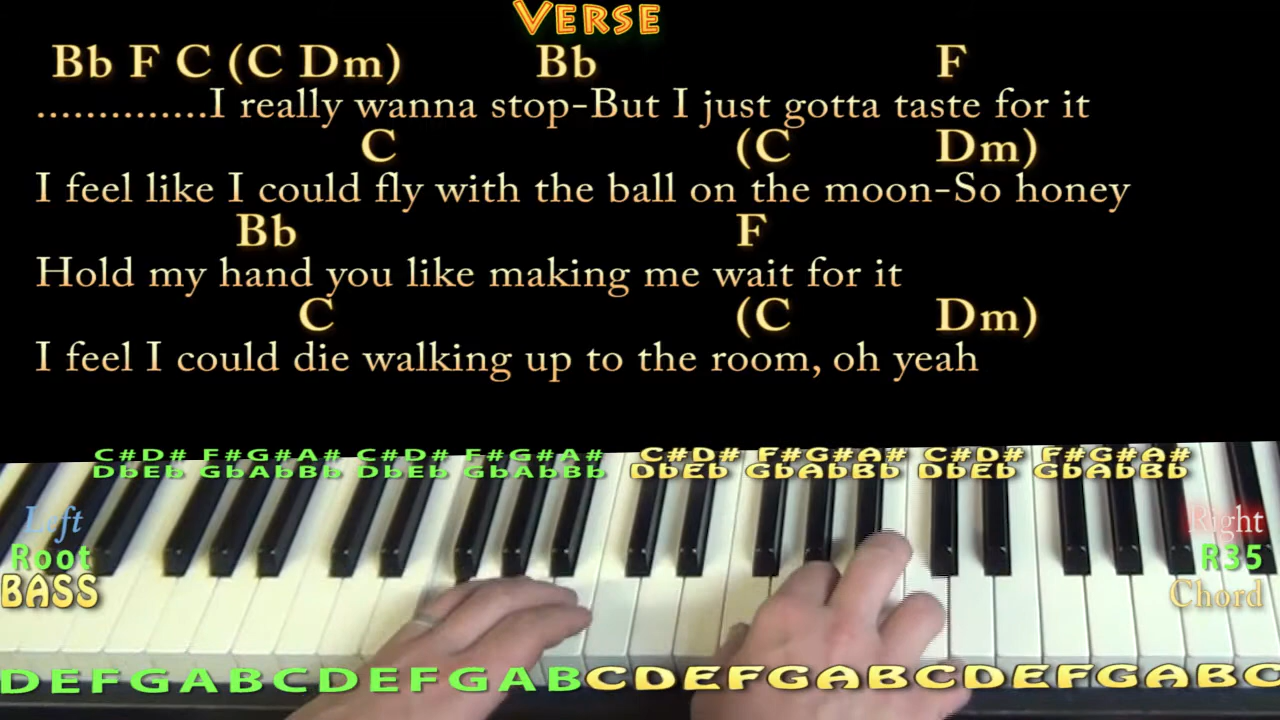 VERSE
Bb F C (C Dm) Bb F
..............I really wanna stop-But I just gotta taste for it
C (C Dm)
I feel like I could fly with the ball on the moon-So honey
Bb F
Hold my hand you like making me wait for it
C (C Dm)
I feel I could die walking up to the room, oh yeah
C#D# F#G#A# C#D# F#G#A# C#D# F#G#A# C#D# F#G#A#
DbEb GbAbBb DbEb GbAbBb DbEb GbAbBb DbEb GbAbBb
Left
Root
BASS
Right
R35
Chord
DEFGABCDEFGABCDEFGABCDEFGABC